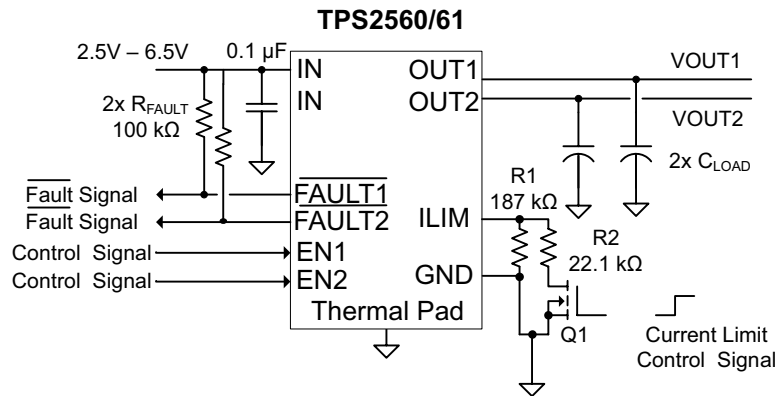 TPS2560/61
2.5V – 6.5V
0.1 µF
IN
IN
OUT1
OUT2
VOUT1
VOUT2
2x RFAULT
100 kΩ
2x CLOAD
Fault Signal
Fault Signal
Control Signal
Control Signal
FAULT1
FAULT2
EN1
EN2
ILIM
GND
Thermal Pad
R1
187 kΩ
R2
22.1 kΩ
Q1
Current Limit
Control Signal